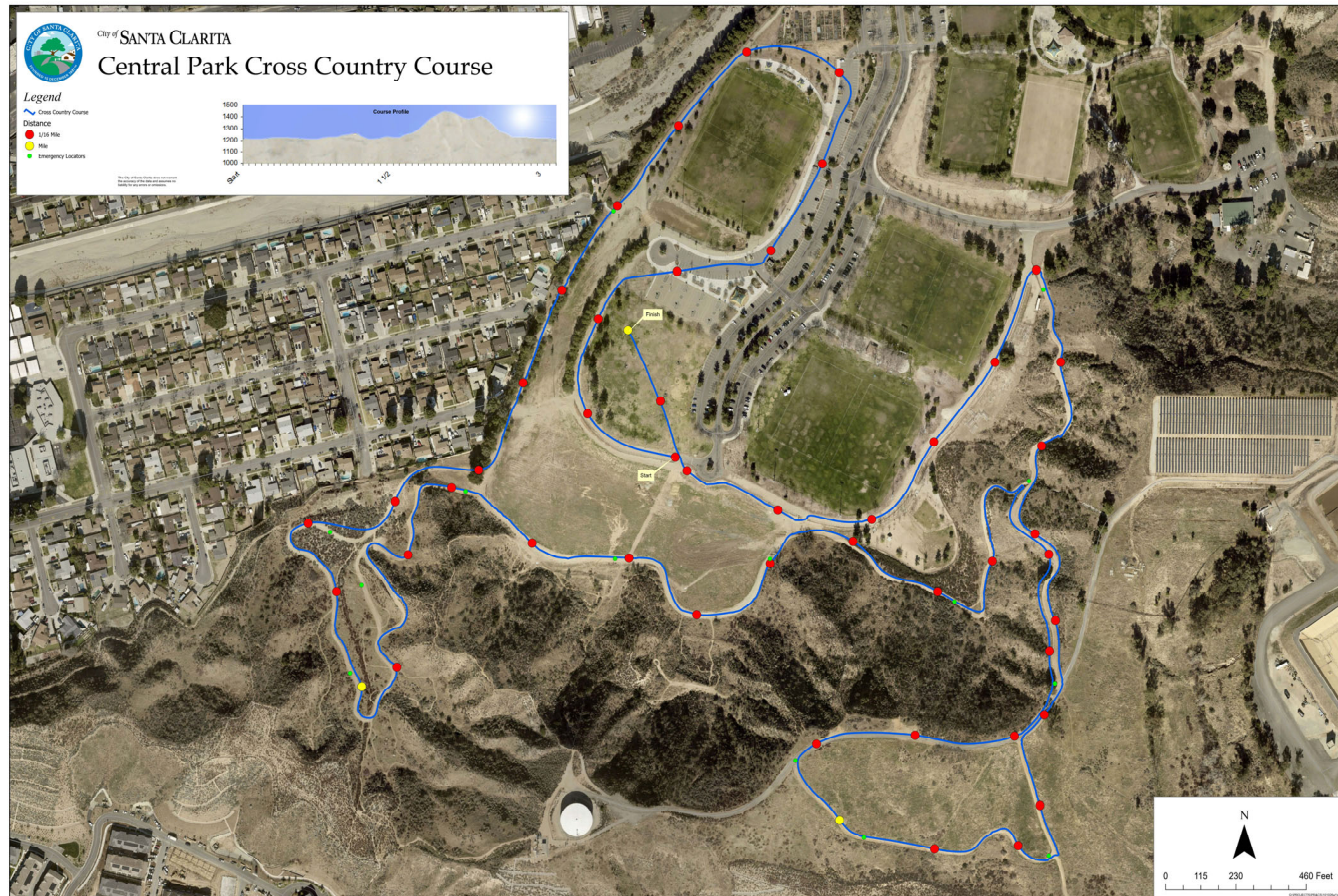 City of SANTA CLARITA
Central Park Cross Country Course
Legend
Cross Country Course
Distance
1/16 Mile
Mile
Emergency Locators
Course Profile
1600
1400
1300
1200
1100
1000
Start
1 1/2
3
Finish
Start
N
0 115 230 460 Feet